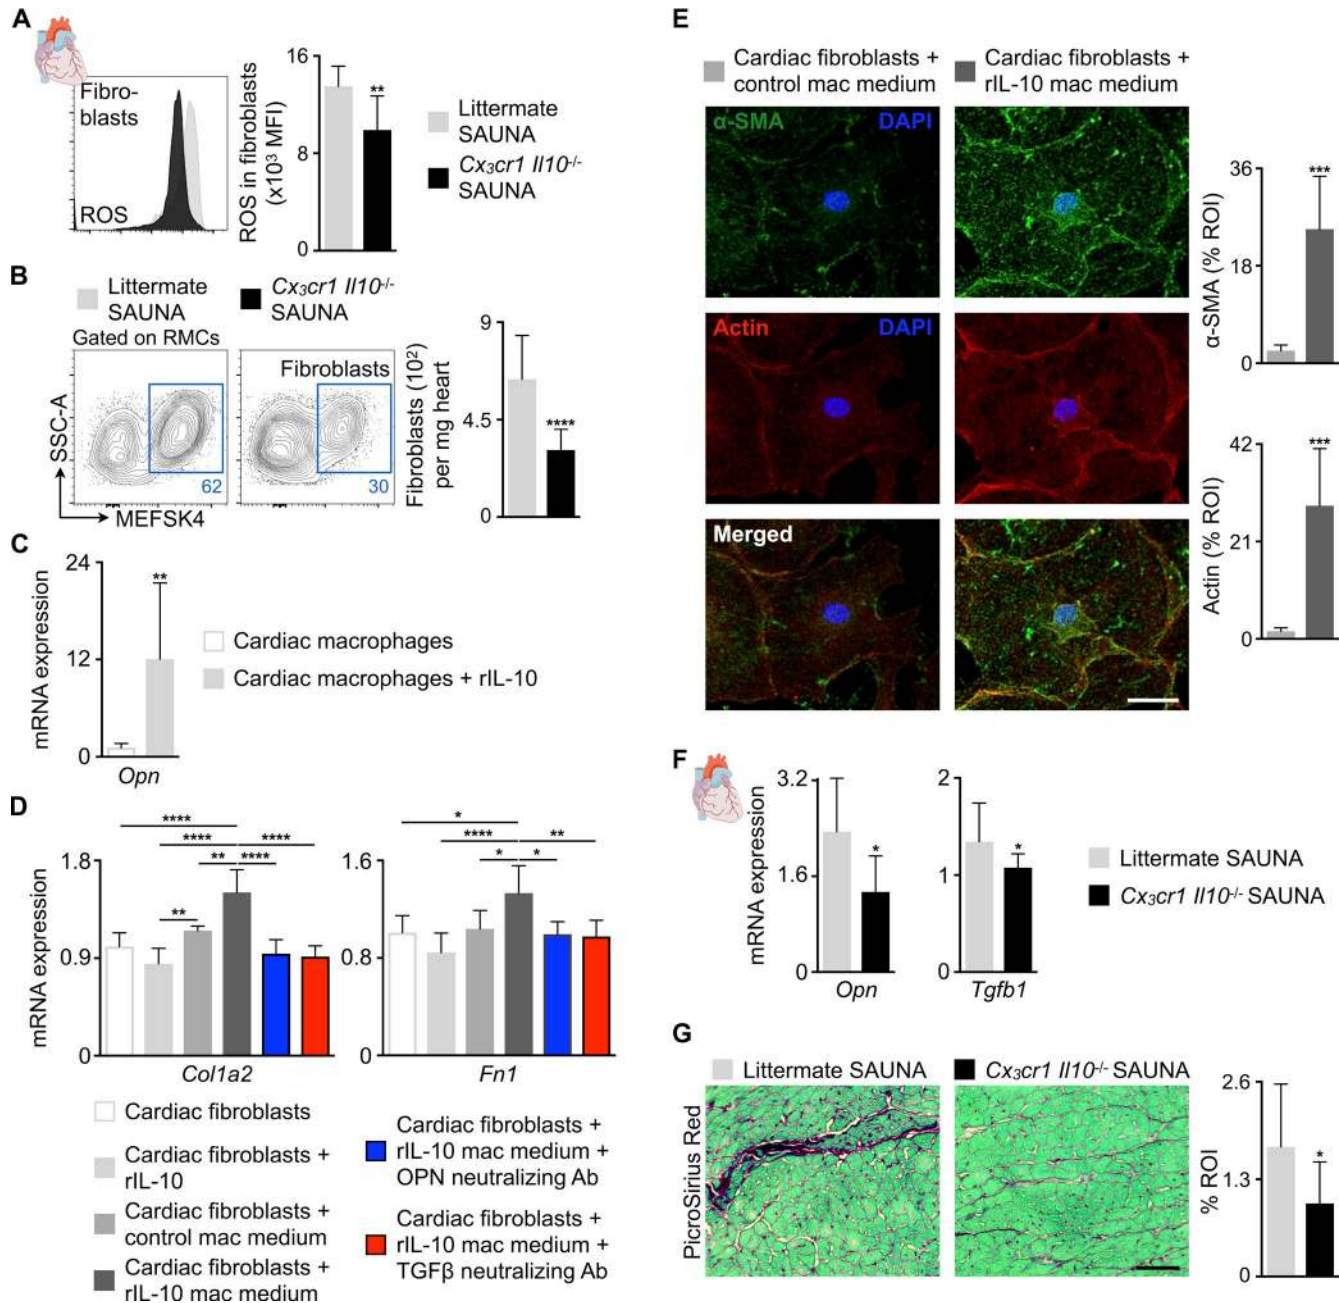 A
Fibro-
blasts
ROS
ROS in fibroblasts
(x10³ MFI)
16
8
0
**
Littermate
SAUNA
Cx₃cr1 Il10⁻/⁻
SAUNA
B
Littermate
SAUNA
Cx₃cr1 Il10⁻/⁻
SAUNA
Gated on RMCs
Fibroblasts
SSC-A
MEFSK4
62
30
Fibroblasts (10²)
per mg heart
9
4.5
0
****
C
mRNA expression
24
12
0
**
Opn
Cardiac macrophages
Cardiac macrophages + rIL-10
D
mRNA expression
1.8
0.9
0
****
**** ****
** ****
**
Col1a2
1.6
0.8
0
*
**** **
* *
Fn1
Cardiac fibroblasts
Cardiac fibroblasts +
rIL-10
Cardiac fibroblasts +
control mac medium
Cardiac fibroblasts +
rIL-10 mac medium
Cardiac fibroblasts +
rIL-10 mac medium +
OPN neutralizing Ab
Cardiac fibroblasts +
rIL-10 mac medium +
TGFβ neutralizing Ab
E
Cardiac fibroblasts +
control mac medium
Cardiac fibroblasts +
rIL-10 mac medium
α-SMA DAPI
Actin DAPI
Merged
α-SMA (% ROI)
36
18
0
***
Actin (% ROI)
42
21
0
***
F
mRNA expression
3.2
1.6
0
*
Opn
2
1
0
*
Tgfb1
Littermate SAUNA
Cx₃cr1 Il10⁻/⁻ SAUNA
G
Littermate SAUNA
Cx₃cr1 Il10⁻/⁻ SAUNA
PicroSirius Red
% ROI
2.6
1.3
0
*